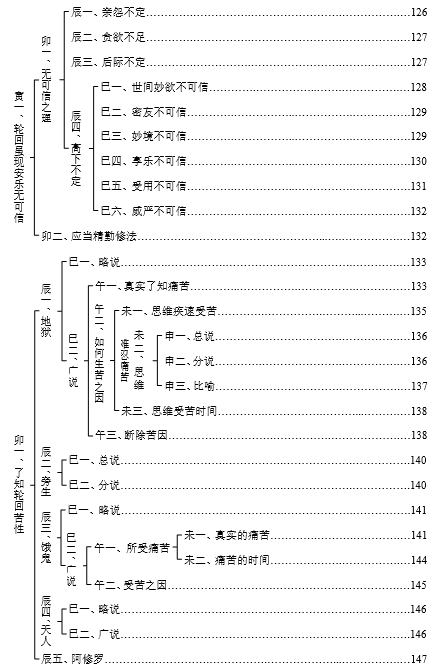 寅一、轮回虽现安乐无可信
卯一、无可信之理
辰一、亲怨不定 126
辰二、贪欲不足 127
辰三、后际不定 127
辰四、高下不定
巳一、世间妙欲不可信 128
巳二、密友不可信 129
巳三、妙境不可信 129
巳四、享乐不可信 130
巳五、受用不可信 131
巳六、威严不可信 132
卯二、应当精勤修法 132
卯一、了知轮回苦性
辰一、地狱
巳一、略说 133
巳二、广说
午一、真实了知痛苦 133
午二、如何生苦之因
未一、思维疾速受苦 135
未二、思维难忍痛苦
申一、总说 136
申二、分说 136
申三、比喻 137
未三、思维受苦时间 138
午三、断除苦因 138
辰二、旁生
巳一、总说 140
巳二、分说 140
辰三、饿鬼
巳一、略说 141
巳二、广说
午一、所受痛苦
未一、真实的痛苦 141
未二、痛苦的时间 144
午二、受苦之因 145
辰四、天人
巳一、略说 146
巳二、广说 146
辰五、阿修罗 147